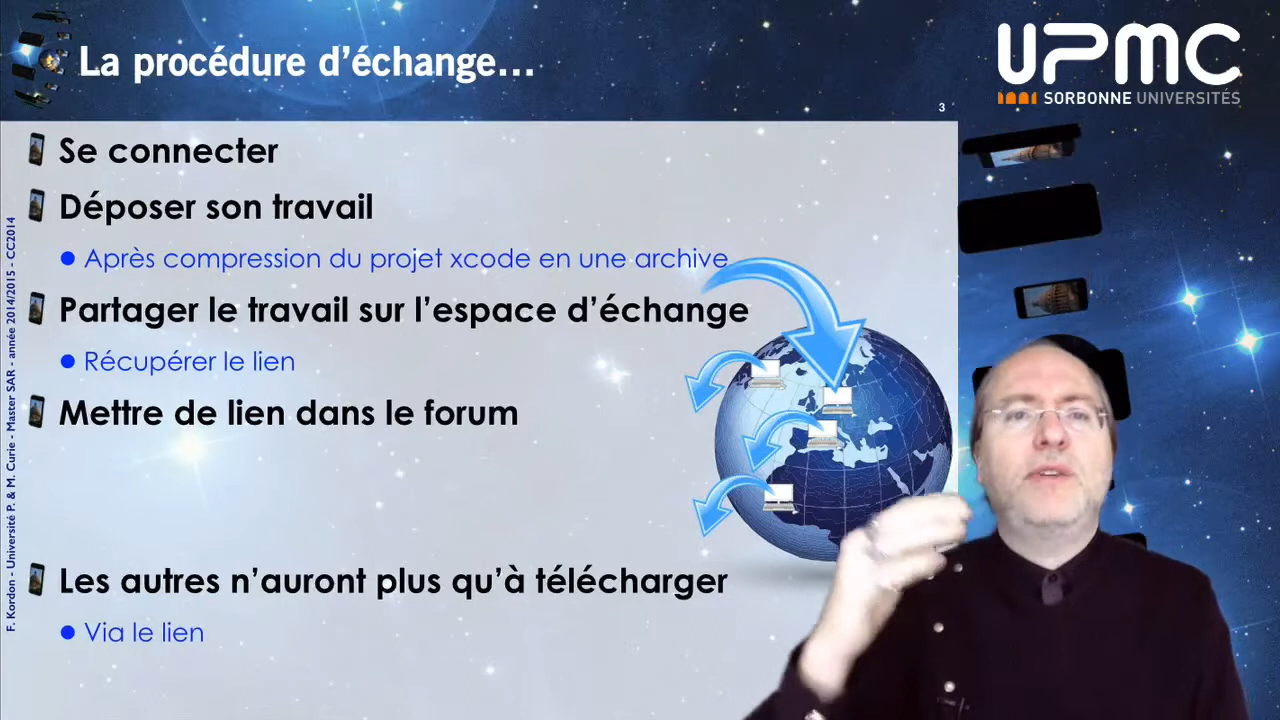 La procédure d'échange...
UPMC
SORBONNE UNIVERSITÉS
3
Se connecter
Déposer son travail
Après compression du projet xcode en une archive
Partager le travail sur l'espace d'échange
Récupérer le lien
Mettre de lien dans le forum
Les autres n'auront plus qu'à télécharger
Via le lien
F. Kordon - Université P. & M. Curie - Master SAR - année 2014/2015 - CC2014